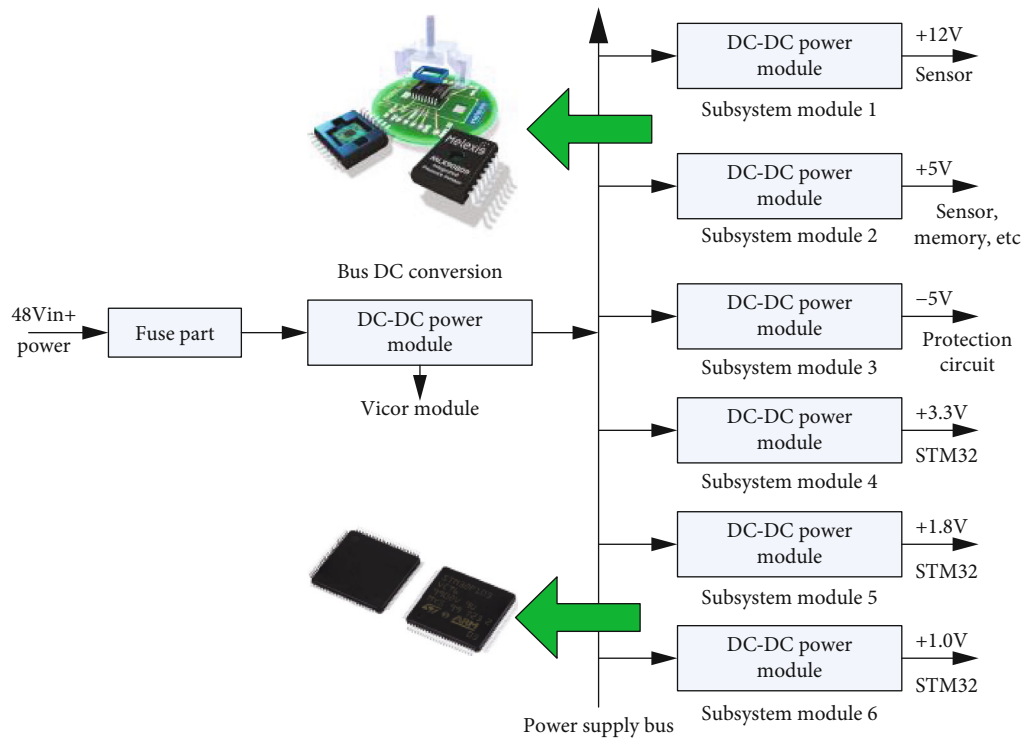 DC-DC power
module
+12V
Sensor
Subsystem module 1
Melexis
DC-DC power
module
+5V
Sensor,
memory, etc
Subsystem module 2
Bus DC conversion
48Vin+
power
Fuse part
DC-DC power
module
Vicor module
DC-DC power
module
−5V
Protection
circuit
Subsystem module 3
DC-DC power
module
+3.3V
STM32
Subsystem module 4
DC-DC power
module
+1.8V
STM32
Subsystem module 5
ARM
DC-DC power
module
+1.0V
STM32
Subsystem module 6
Power supply bus